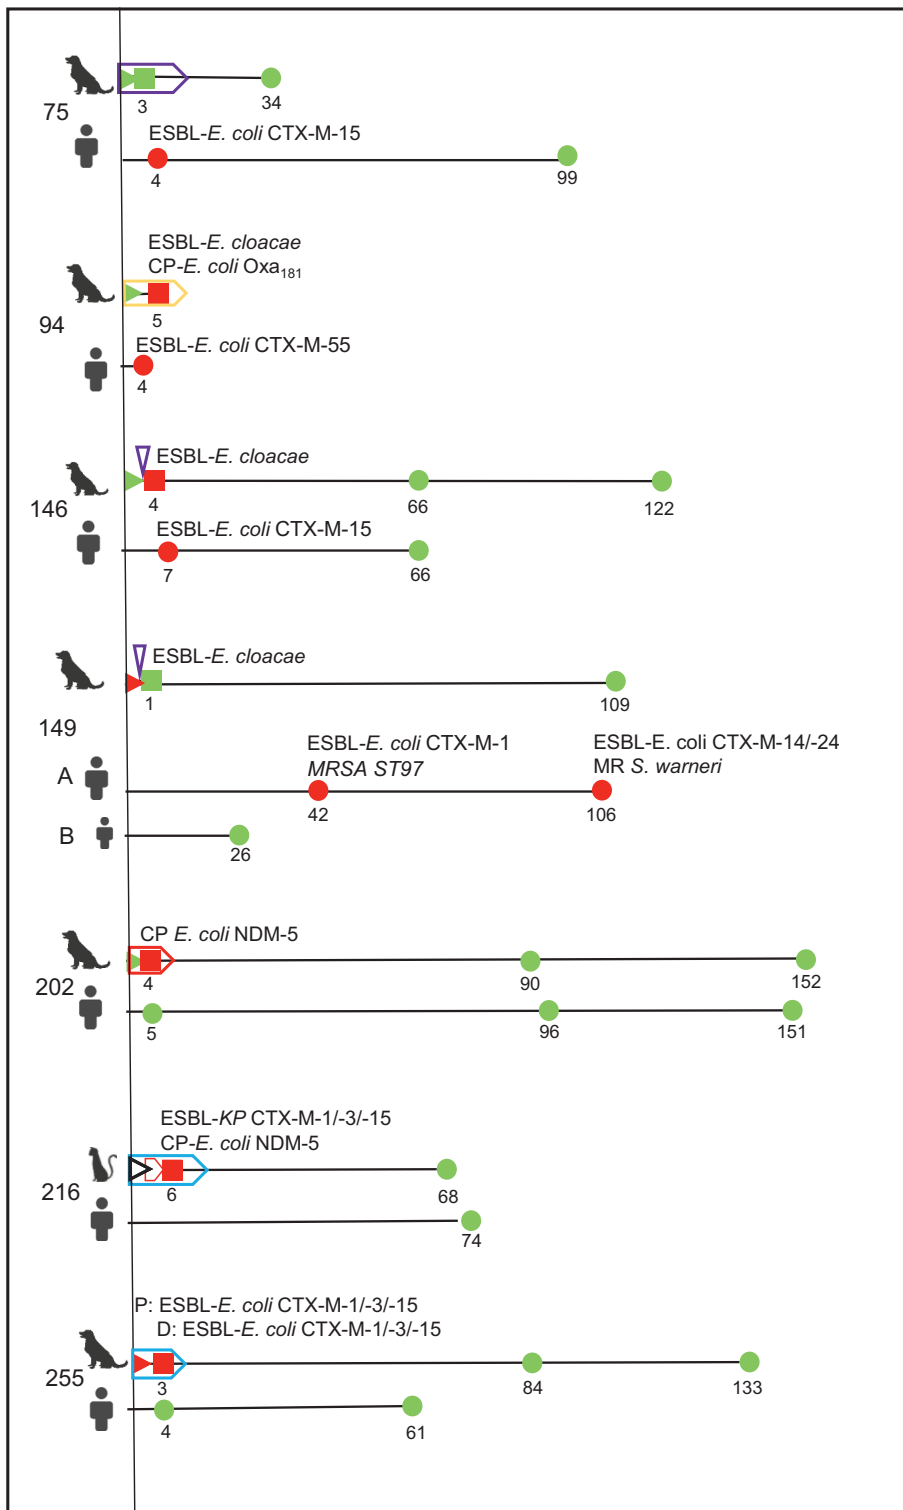 75
3
34
ESBL-E. coli CTX-M-15
4
99
ESBL-E. cloacae
CP-E. coli Oxa181
94
5
ESBL-E. coli CTX-M-55
4
ESBL-E. cloacae
146
4
66
122
ESBL-E. coli CTX-M-15
7
66
ESBL-E. cloacae
1
109
149
ESBL-E. coli CTX-M-1
MRSA ST97
ESBL-E. coli CTX-M-14/-24
MR S. warneri
A
42
106
B
26
CP E. coli NDM-5
4
90
152
202
5
96
151
ESBL-KP CTX-M-1/-3/-15
CP-E. coli NDM-5
216
6
68
74
P: ESBL-E. coli CTX-M-1/-3/-15
D: ESBL-E. coli CTX-M-1/-3/-15
255
3
84
133
4
61